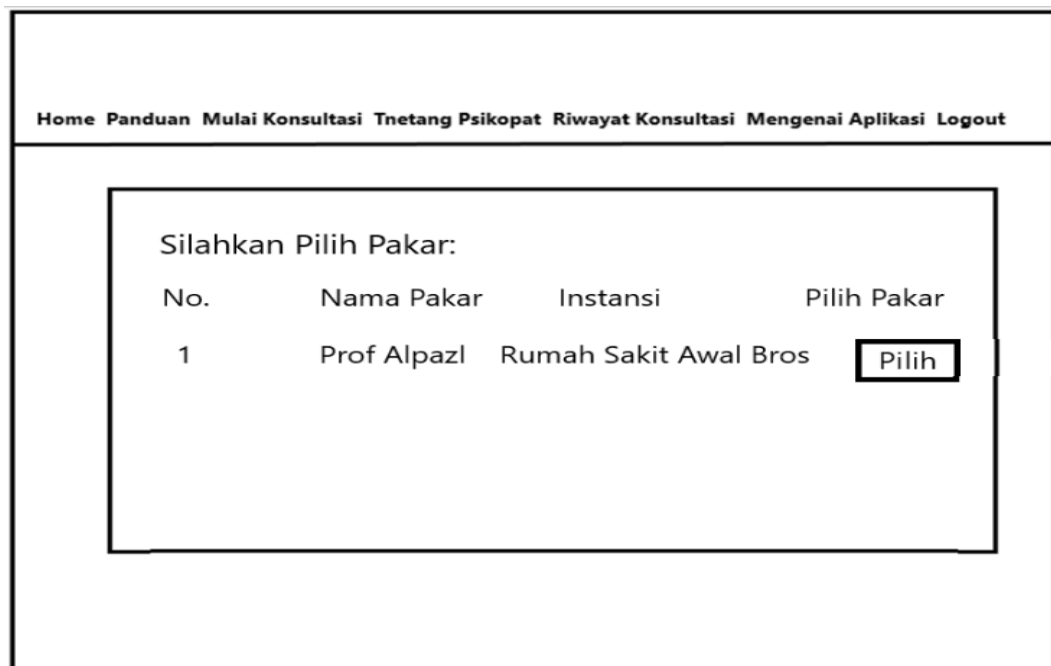 Home Panduan Mulai Konsultasi Tnetang Psikopat Riwayat Konsultasi Mengenai Aplikasi Logout
Silahkan Pilih Pakar:
No. Nama Pakar Instansi Pilih Pakar
1 Prof Alpazl Rumah Sakit Awal Bros Pilih